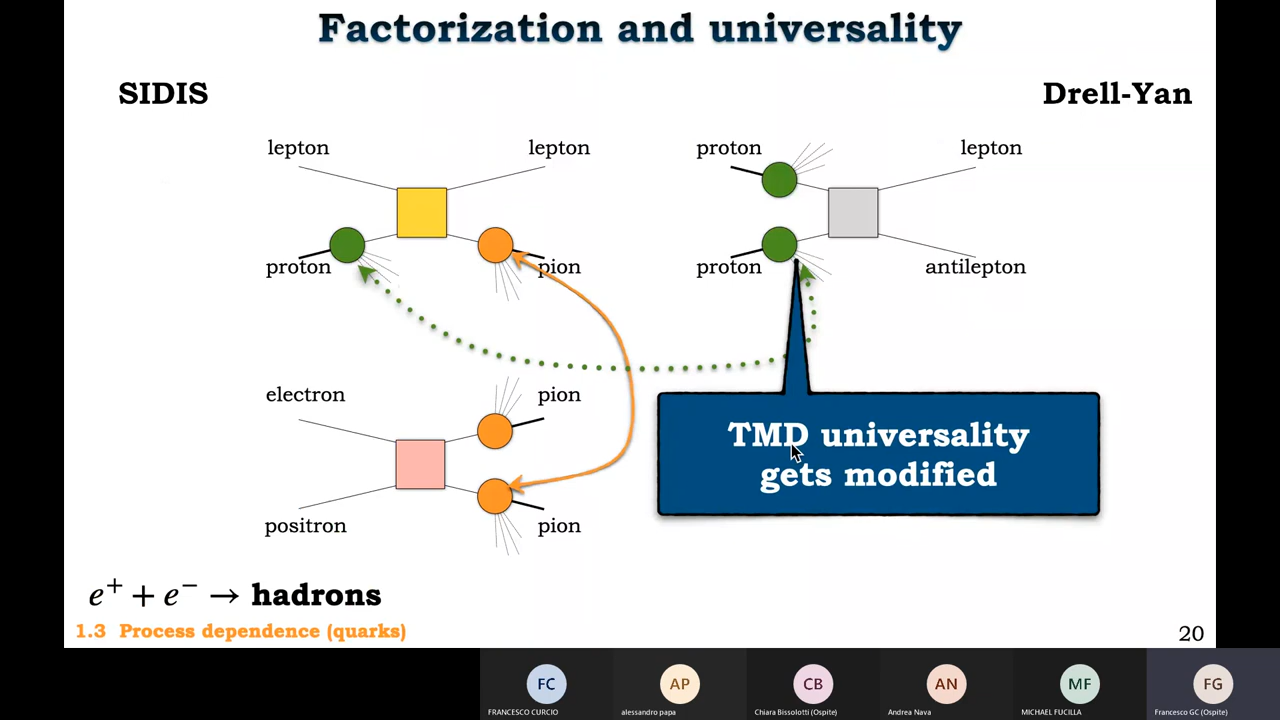 Factorization and universality
SIDIS
Drell-Yan
lepton
lepton
proton
lepton
proton
pion
proton
antilepton
electron
pion
TMD universality
gets modified
positron
pion
e⁺ + e⁻ → hadrons
1.3 Process dependence (quarks)
20
FC
AP
CB
AN
MF
FG
FRANCESCO CURCIO
alessandro papa
Chiara Bissolotti (Ospite)
Andrea Nava
MICHAEL FUCILLA
Francesco GC (Ospite)